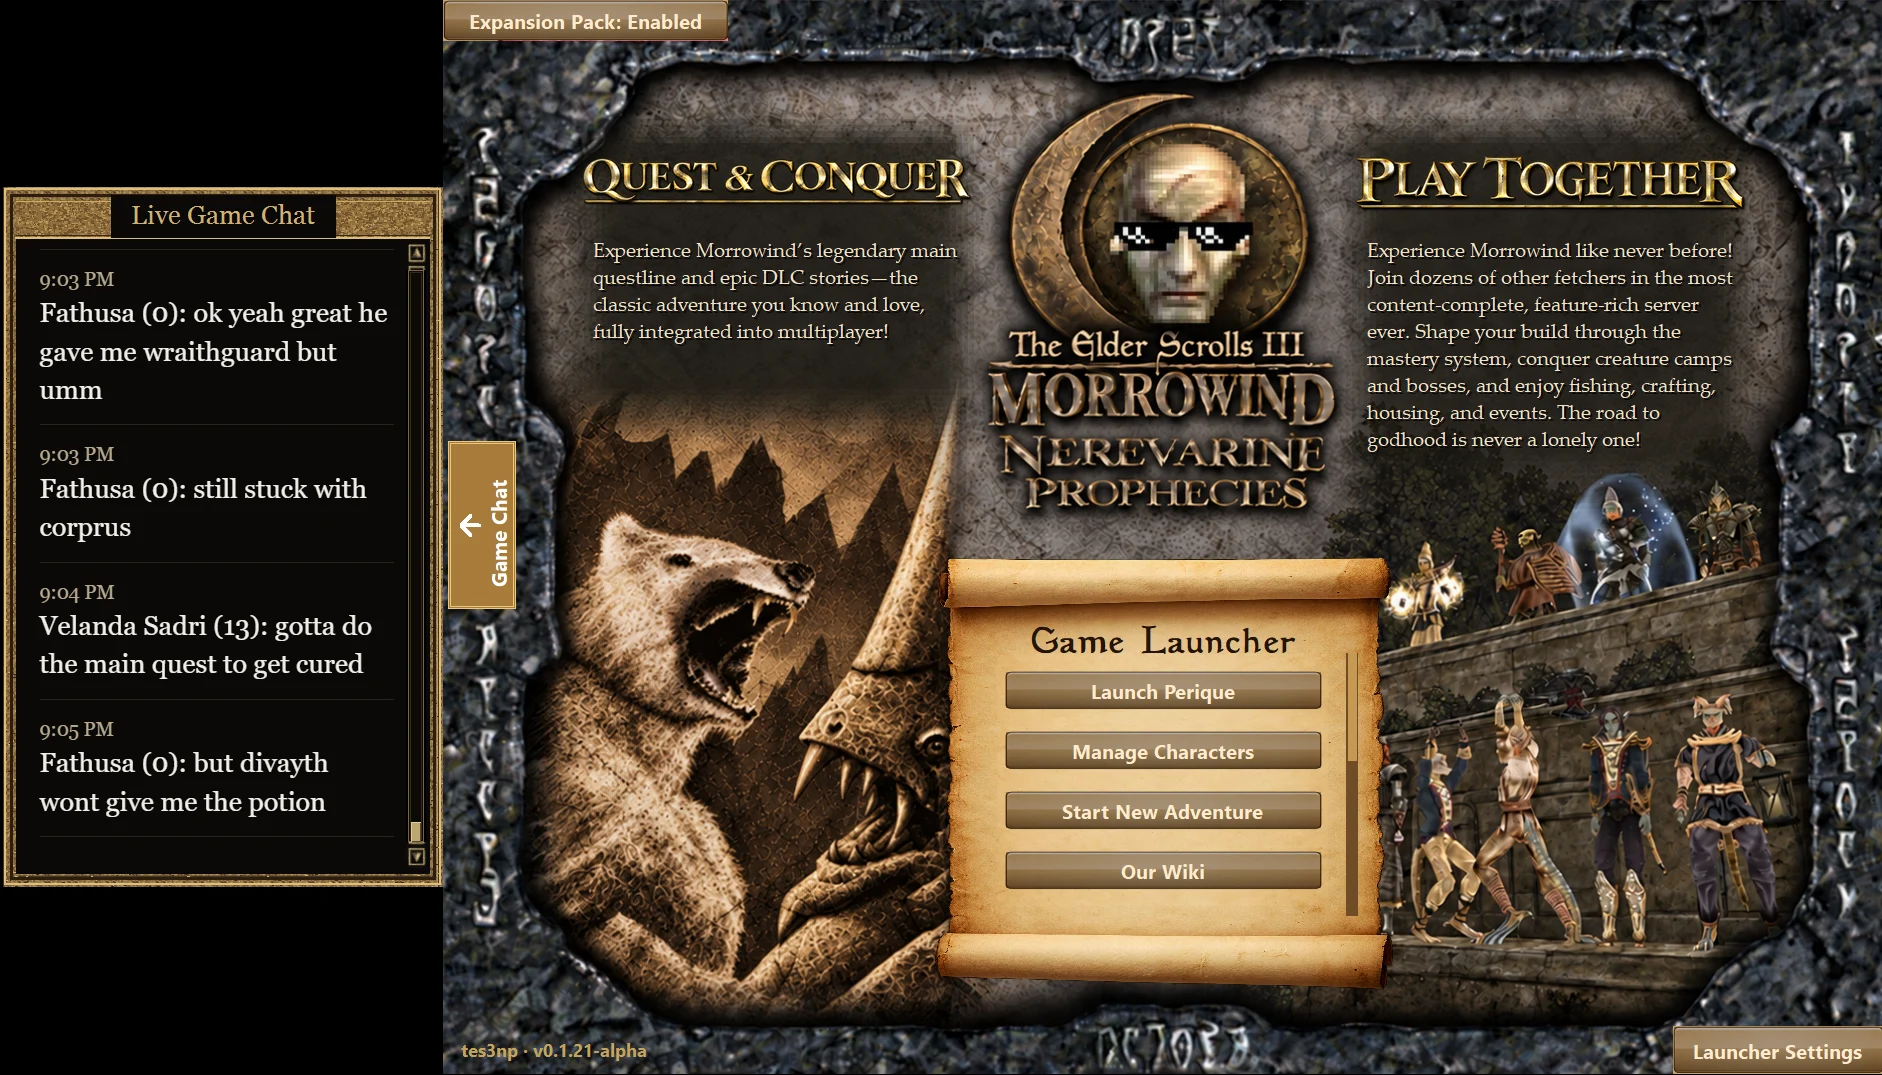 Expansion Pack: Enabled
Live Game Chat
9:03 PM
Fathusa (0): ok yeah great he
gave me wraithguard but
umm
9:03 PM
Fathusa (0): still stuck with
corprus
9:04 PM
Velanda Sadri (13): gotta do
the main quest to get cured
9:05 PM
Fathusa (0): but divayth
wont give me the potion
Game Chat
QUEST & CONQUER
Experience Morrowind's legendary main
questline and epic DLC stories—the
classic adventure you know and love,
fully integrated into multiplayer!
The Elder Scrolls III
MORROWIND
NEREVARINE
PROPHECIES
PLAY TOGETHER
Experience Morrowind like never before!
Join dozens of other fetchers in the most
content-complete, feature-rich server
ever. Shape your build through the
mastery system, conquer creature camps
and bosses, and enjoy fishing, crafting,
housing, and events. The road to
godhood is never a lonely one!
Game Launcher
Launch Perique
Manage Characters
Start New Adventure
Our Wiki
tes3np · v0.1.21-alpha
Launcher Settings